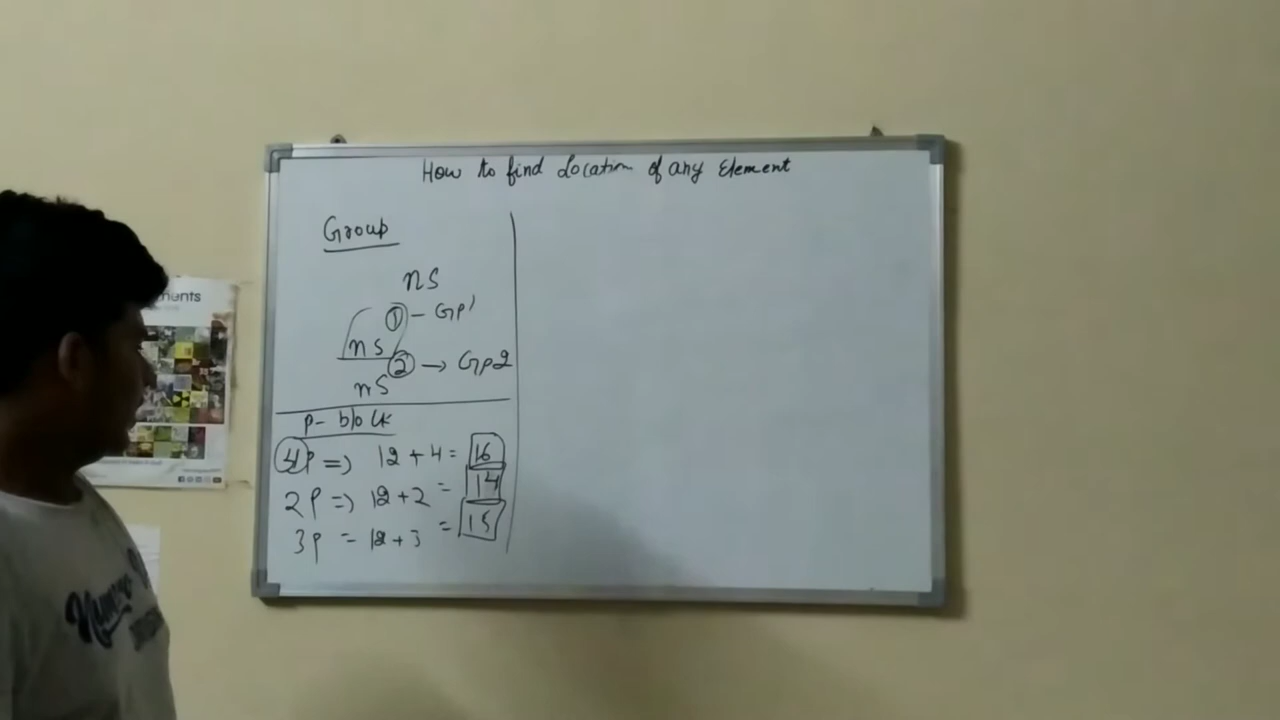 How to find Location of any Element
Group
ns
① - Gp1
ns
② → Gp2
ns
p-block
4p => 12 + 4 = 16
2p => 12 + 2 = 14
3p = 12 + 3 = 15
ments